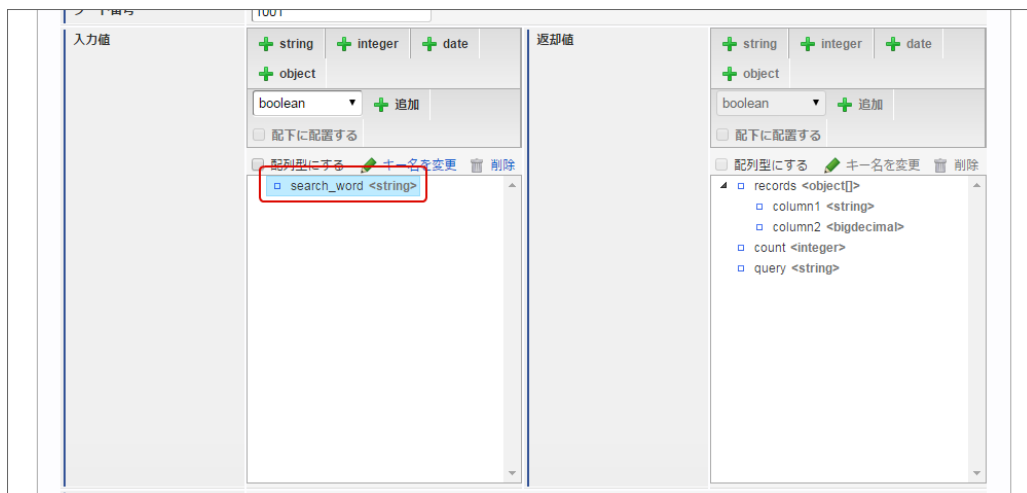 1001
入力値
string integer date
object
boolean 追加
配下に配置する
配列型にする キー名を変更 削除
search_word <string>
返却値
string integer date
object
boolean 追加
配下に配置する
配列型にする キー名を変更 削除
records <object[]>
column1 <string>
column2 <bigdecimal>
count <integer>
query <string>